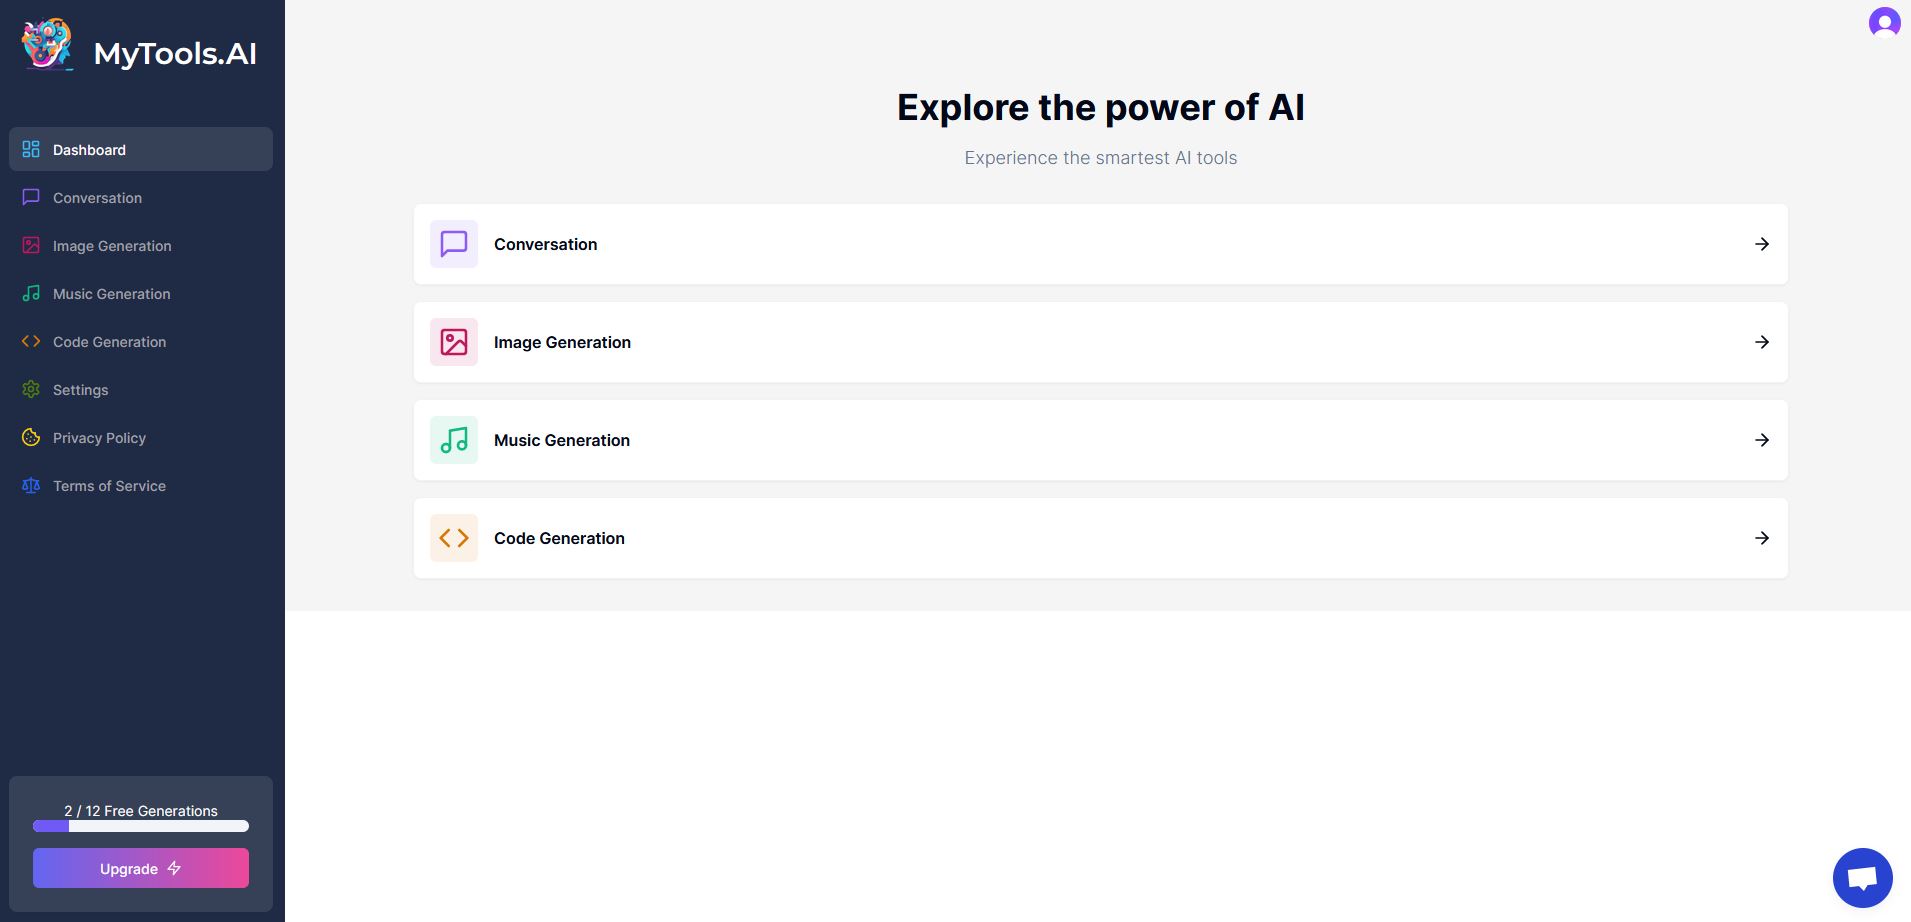 MyTools.AI
Dashboard
Conversation
Image Generation
Music Generation
Code Generation
Settings
Privacy Policy
Terms of Service
2 / 12 Free Generations
Upgrade
Explore the power of AI
Experience the smartest AI tools
Conversation
Image Generation
Music Generation
Code Generation